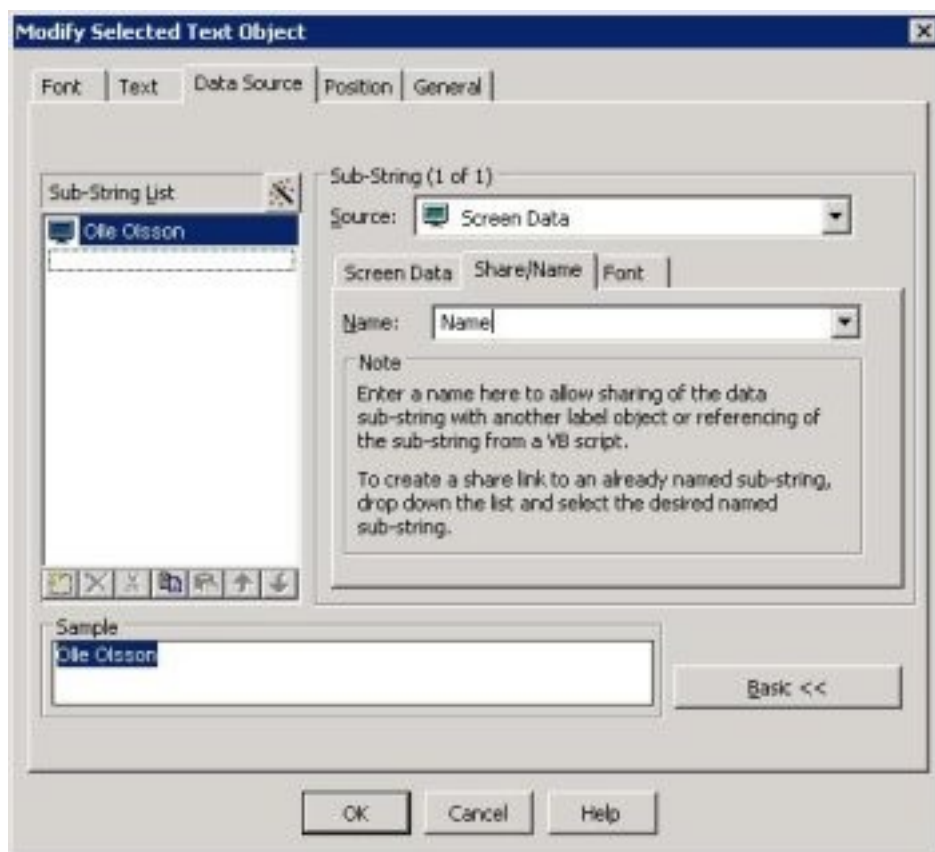 Modify Selected Text Object
Font Text Data Source Position General
Sub-String List
Olle Olsson
Sub-String (1 of 1)
Source: Screen Data
Screen Data Share/Name Font
Name: Name
Note
Enter a name here to allow sharing of the data
sub-string with another label object or referencing of
the sub-string from a VB script.
To create a share link to an already named sub-string,
drop down the list and select the desired named
sub-string.
Sample
Olle Olsson
Basic <<
OK Cancel Help